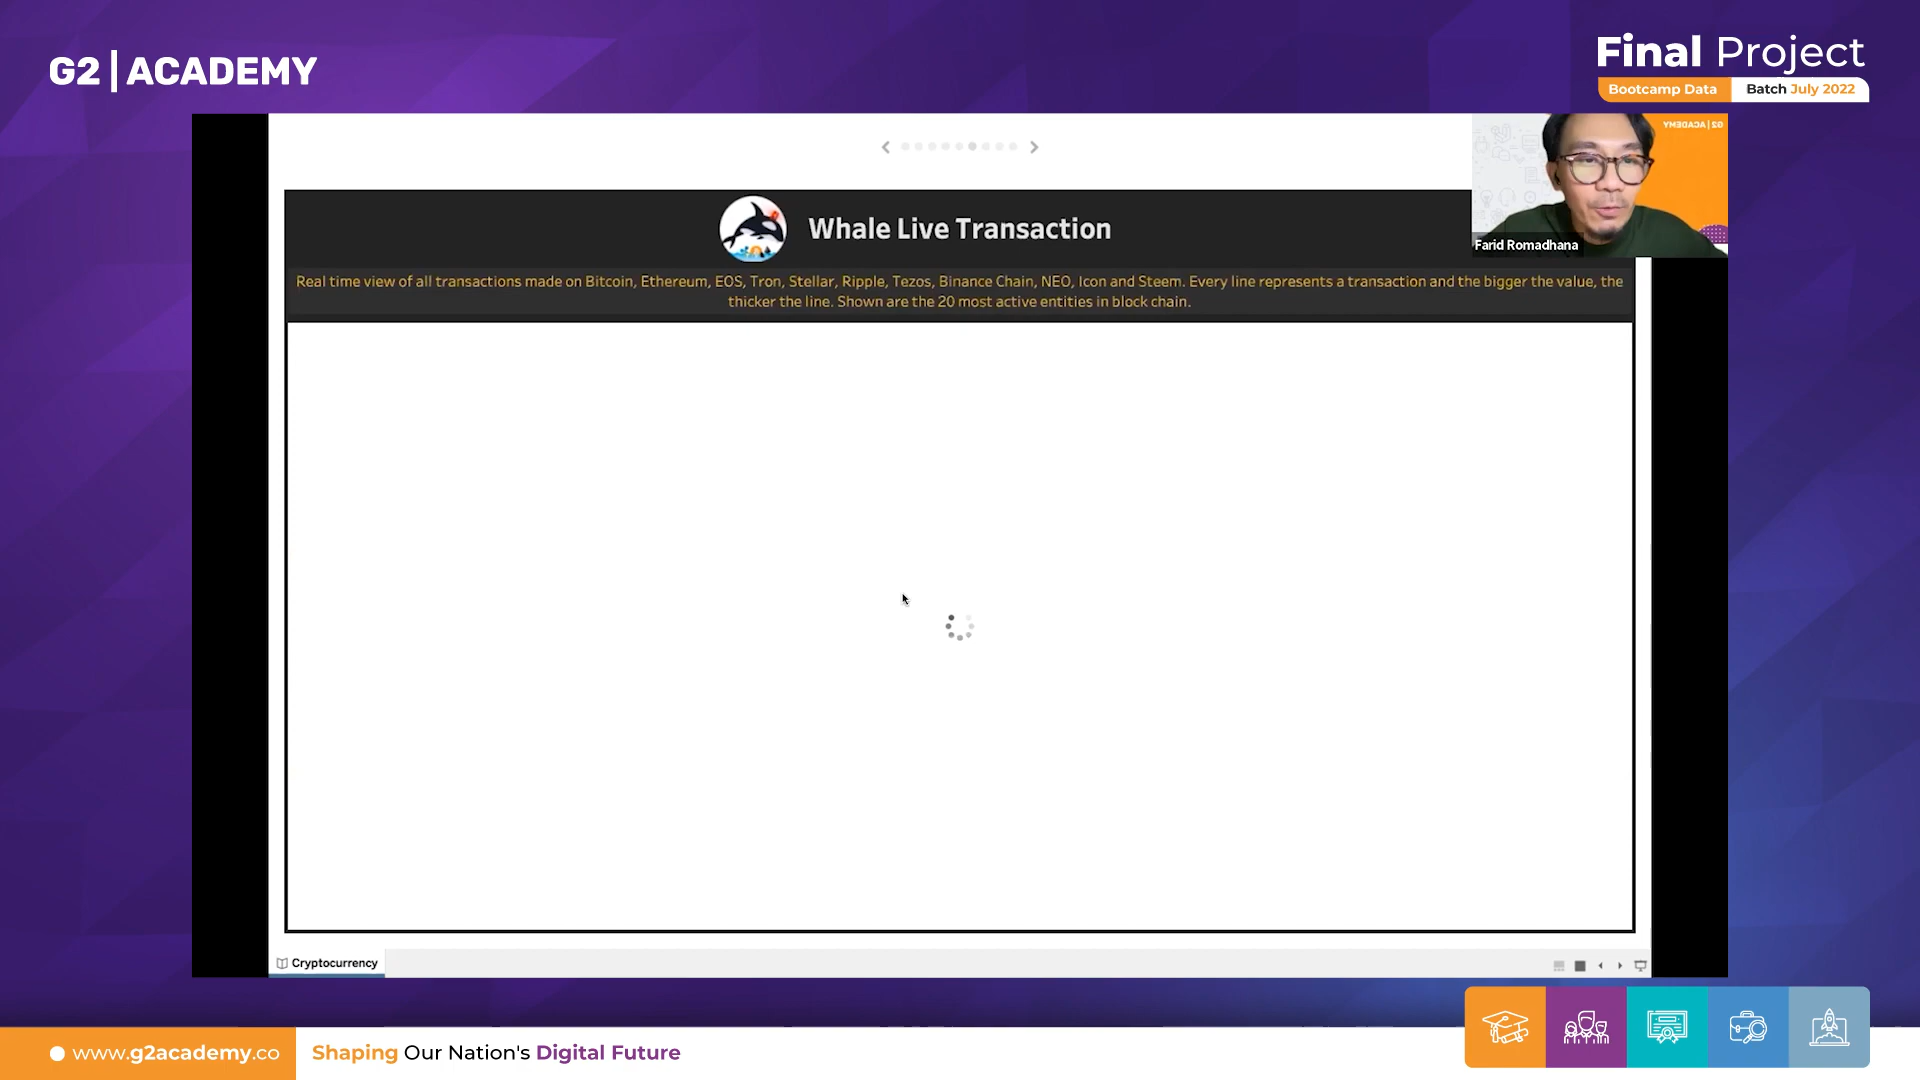 G2 | ACADEMY
Final Project
Bootcamp Data
Batch July 2022
G2 | ACADEMY
Whale Live Transaction
Farid Romadhana
Real time view of all transactions made on Bitcoin, Ethereum, EOS, Tron, Stellar, Ripple, Tezos, Binance Chain, NEO, Icon and Steem. Every line represents a transaction and the bigger the value, the
thicker the line. Shown are the 20 most active entities in block chain.
Cryptocurrency
www.g2academy.co
Shaping Our Nation's Digital Future